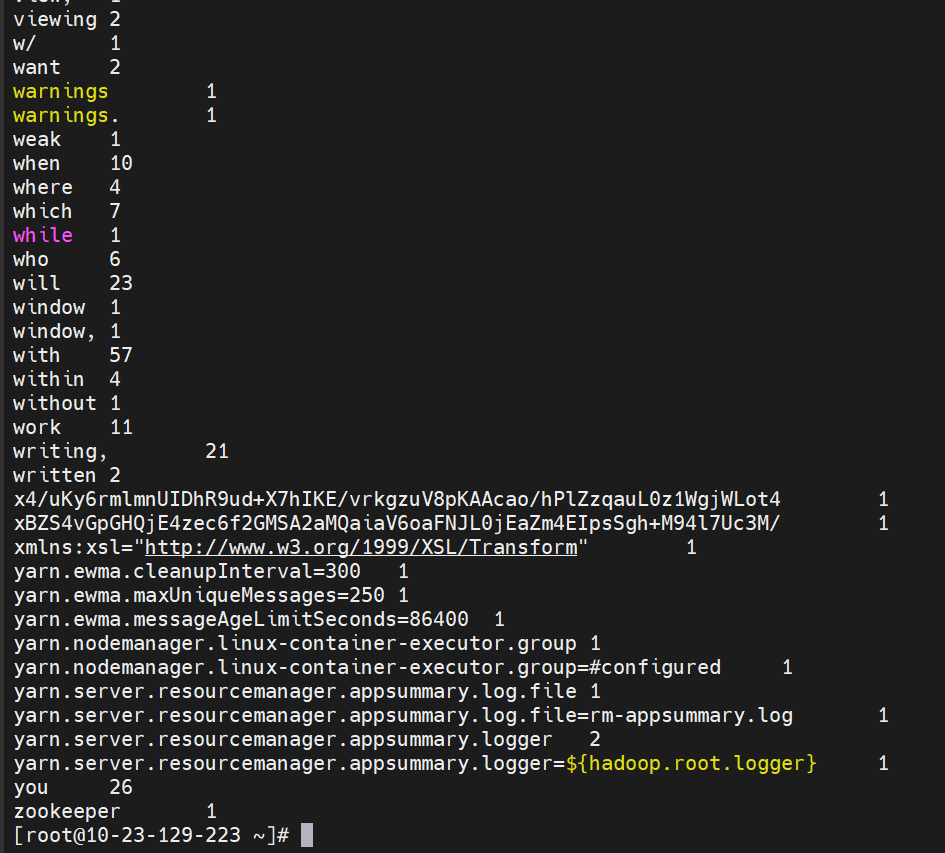 viewing 2
w/ 1
want 2
warnings 1
warnings. 1
weak 1
when 10
where 4
which 7
while 1
who 6
will 23
window 1
window, 1
with 57
within 4
without 1
work 11
writing, 21
written 2
x4/uKy6rmlmnUIDhR9ud+X7hIKE/vrkgzuV8pKAAcao/hPlZzqauL0z1WgjWLot4 1
xBZS4vGpGHQjE4zec6f2GMSA2aMQaiaV6oaFNJL0jEaZm4EIpsSgh+M94l7Uc3M/ 1
xmlns:xsl="http://www.w3.org/1999/XSL/Transform" 1
yarn.ewma.cleanupInterval=300 1
yarn.ewma.maxUniqueMessages=250 1
yarn.ewma.messageAgeLimitSeconds=86400 1
yarn.nodemanager.linux-container-executor.group 1
yarn.nodemanager.linux-container-executor.group=#configured 1
yarn.server.resourcemanager.appsummary.log.file 1
yarn.server.resourcemanager.appsummary.log.file=rm-appsummary.log 1
yarn.server.resourcemanager.appsummary.logger 2
yarn.server.resourcemanager.appsummary.logger=${hadoop.root.logger} 1
you 26
zookeeper 1
[root@10-23-129-223 ~]#